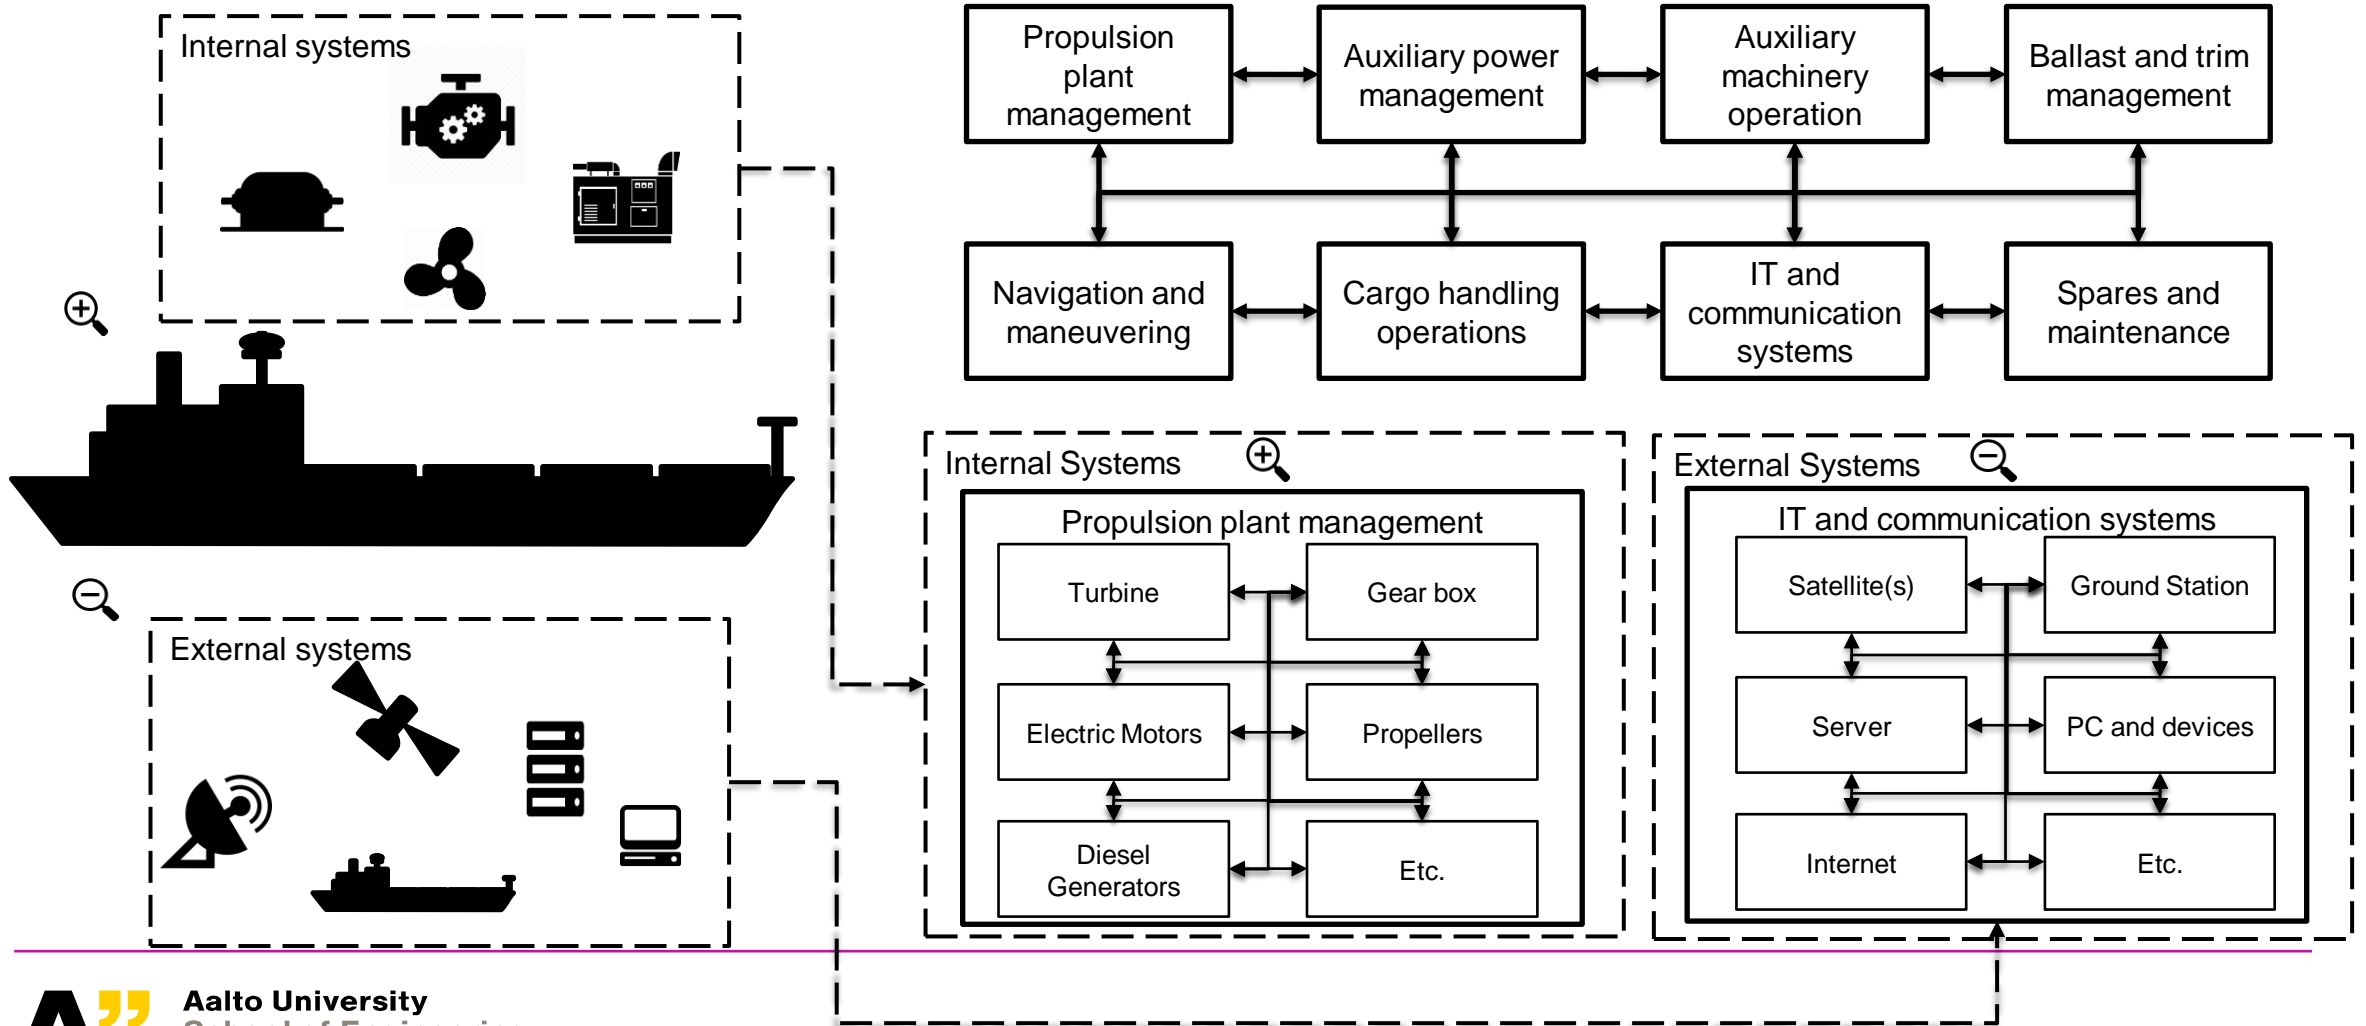 Internal systems
Propulsion
plant
management
Auxiliary power
management
Auxiliary
machinery
operation
Ballast and trim
management
Navigation and
maneuvering
Cargo handling
operations
IT and
communication
systems
Spares and
maintenance
Internal Systems
Propulsion plant management
Turbine
Gear box
Electric Motors
Propellers
Diesel
Generators
Etc.
External Systems
IT and communication systems
Satellite(s)
Ground Station
Server
PC and devices
Internet
Etc.
External systems
A”
Aalto University
School of Engineering